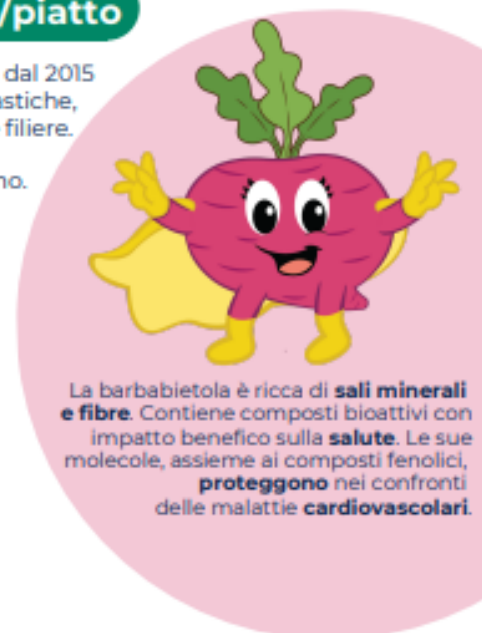 /piatto
dal 2015
stiche,
filiere.
no.
La barbabietola è ricca di sali minerali
e fibre. Contiene composti bioattivi con
impatto benefico sulla salute. Le sue
molecole, assieme ai composti fenolici,
proteggono nei confronti
delle malattie cardiovascolari.